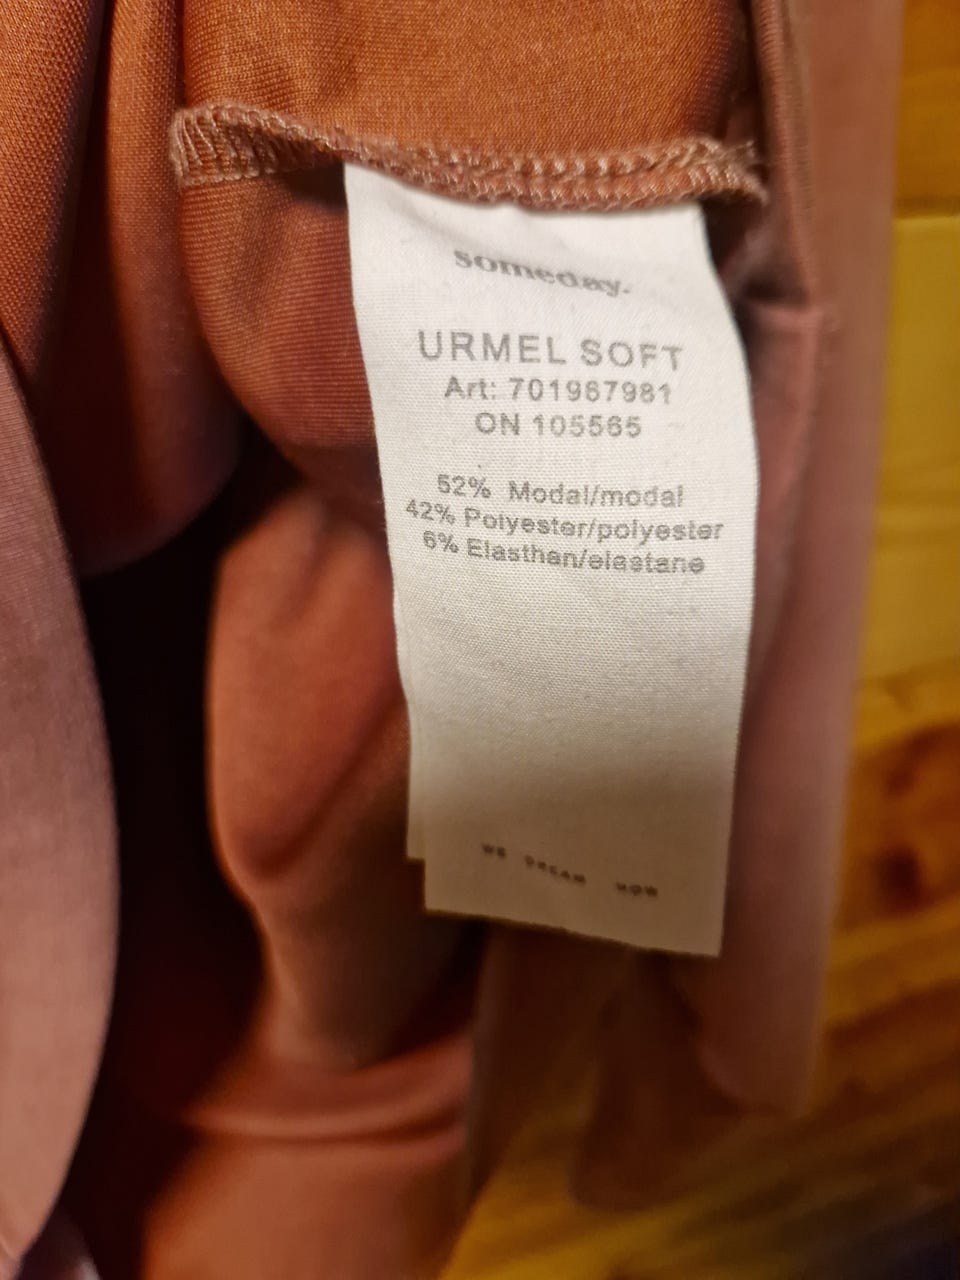 someday.
URMEL SOFT
Art: 701967981
ON 105565
52% Modal/modal
42% Polyester/polyester
6% Elasthan/elastane
WE DREAM NOW